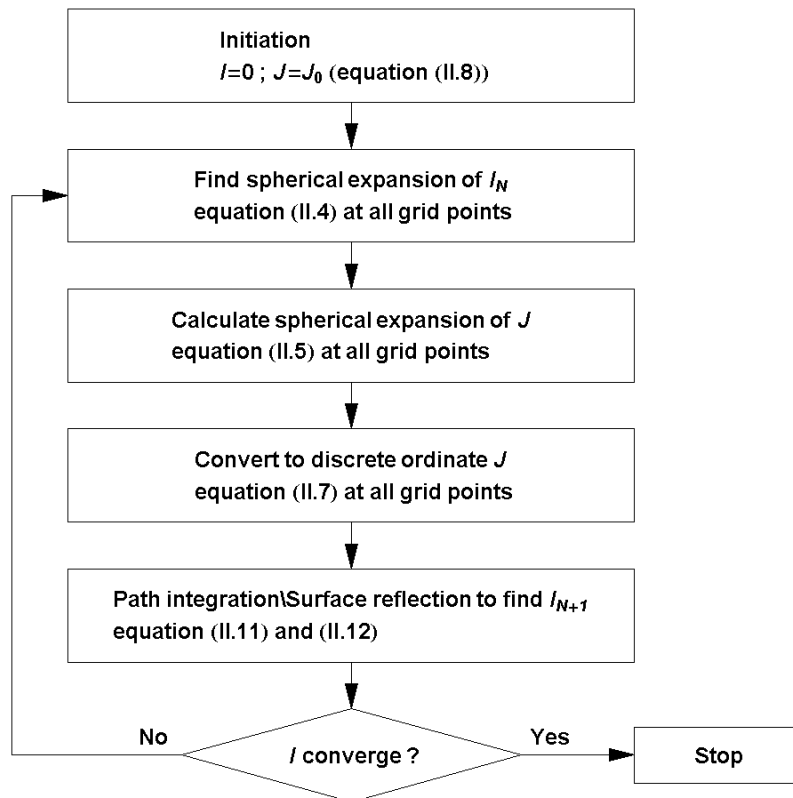 Initiation
I=0 ; J=J₀ (equation (II.8))
Find spherical expansion of I_N
equation (II.4) at all grid points
Calculate spherical expansion of J
equation (II.5) at all grid points
Convert to discrete ordinate J
equation (II.7) at all grid points
Path integration\Surface reflection to find I_{N+1}
equation (II.11) and (II.12)
No
I converge ?
Yes
Stop